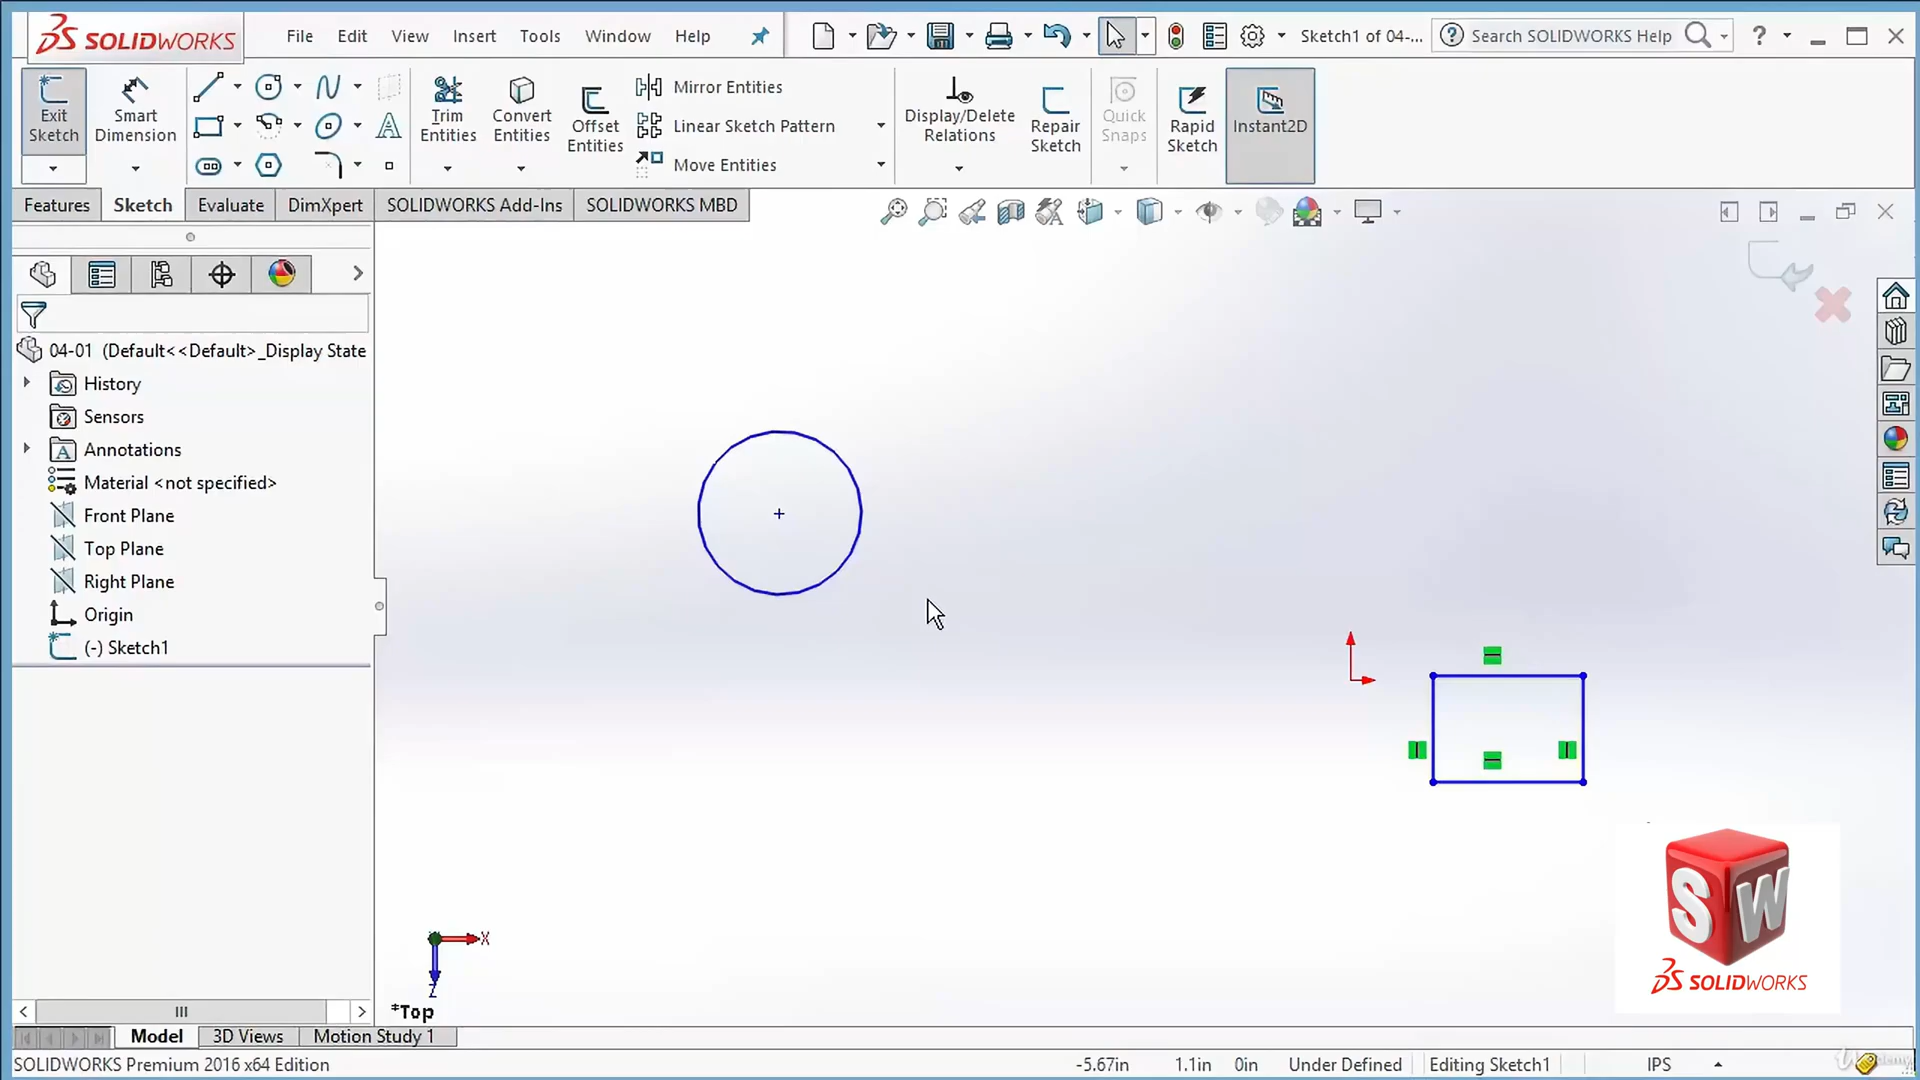 SOLIDWORKS File Edit View Insert Tools Window Help Sketch1 of 04-... Search SOLIDWORKS Help
Exit Sketch
Smart Dimension
Trim Entities
Convert Entities
Offset Entities
Mirror Entities
Linear Sketch Pattern
Move Entities
Display/Delete Relations
Repair Sketch
Quick Snaps
Rapid Sketch
Instant2D
Features Sketch Evaluate DimXpert SOLIDWORKS Add-Ins SOLIDWORKS MBD
04-01 (Default<<Default>_Display State
History
Sensors
Annotations
Material <not specified>
Front Plane
Top Plane
Right Plane
Origin
(-) Sketch1
X
Z
*Top
SW
SOLIDWORKS
Model 3D Views Motion Study 1
SOLIDWORKS Premium 2016 x64 Edition -5.67in 1.1in 0in Under Defined Editing Sketch1 IPS